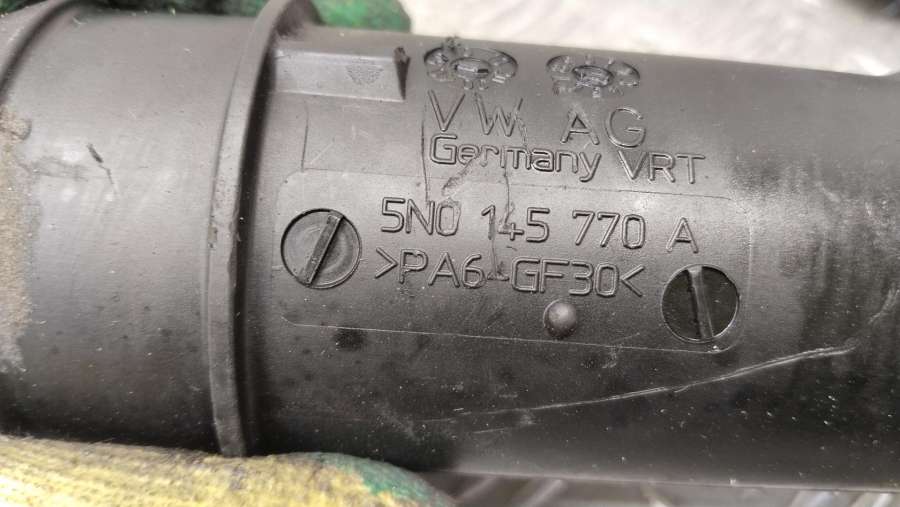 VW AG
Germany VRT
5N0 145 770 A
>PA6-GF30<